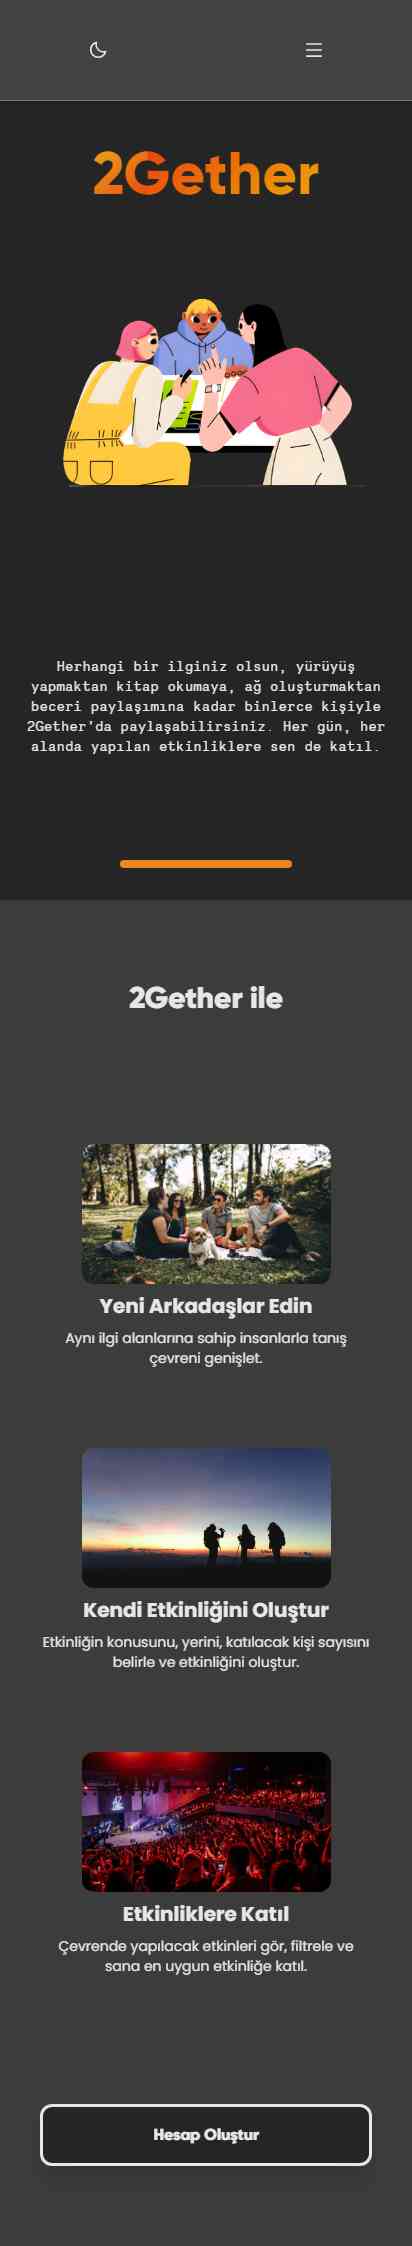 2Gether
Herhangi bir ilginiz olsun, yürüyüş
yapmaktan kitap okumaya, ağ oluşturmaktan
beceri paylaşımına kadar binlerce kişiyle
2Gether'da paylaşabilirsiniz. Her gün, her
alanda yapılan etkinliklere sen de katıl.
2Gether ile
Yeni Arkadaşlar Edin
Aynı ilgi alanlarına sahip insanlarla tanış
çevreni genişlet.
Kendi Etkinliğini Oluştur
Etkinliğin konusunu, yerini, katılacak kişi sayısını
belirle ve etkinliğini oluştur.
Etkinliklere Katıl
Çevrende yapılacak etkinleri gör, filtrele ve
sana en uygun etkinliğe katıl.
Hesap Oluştur